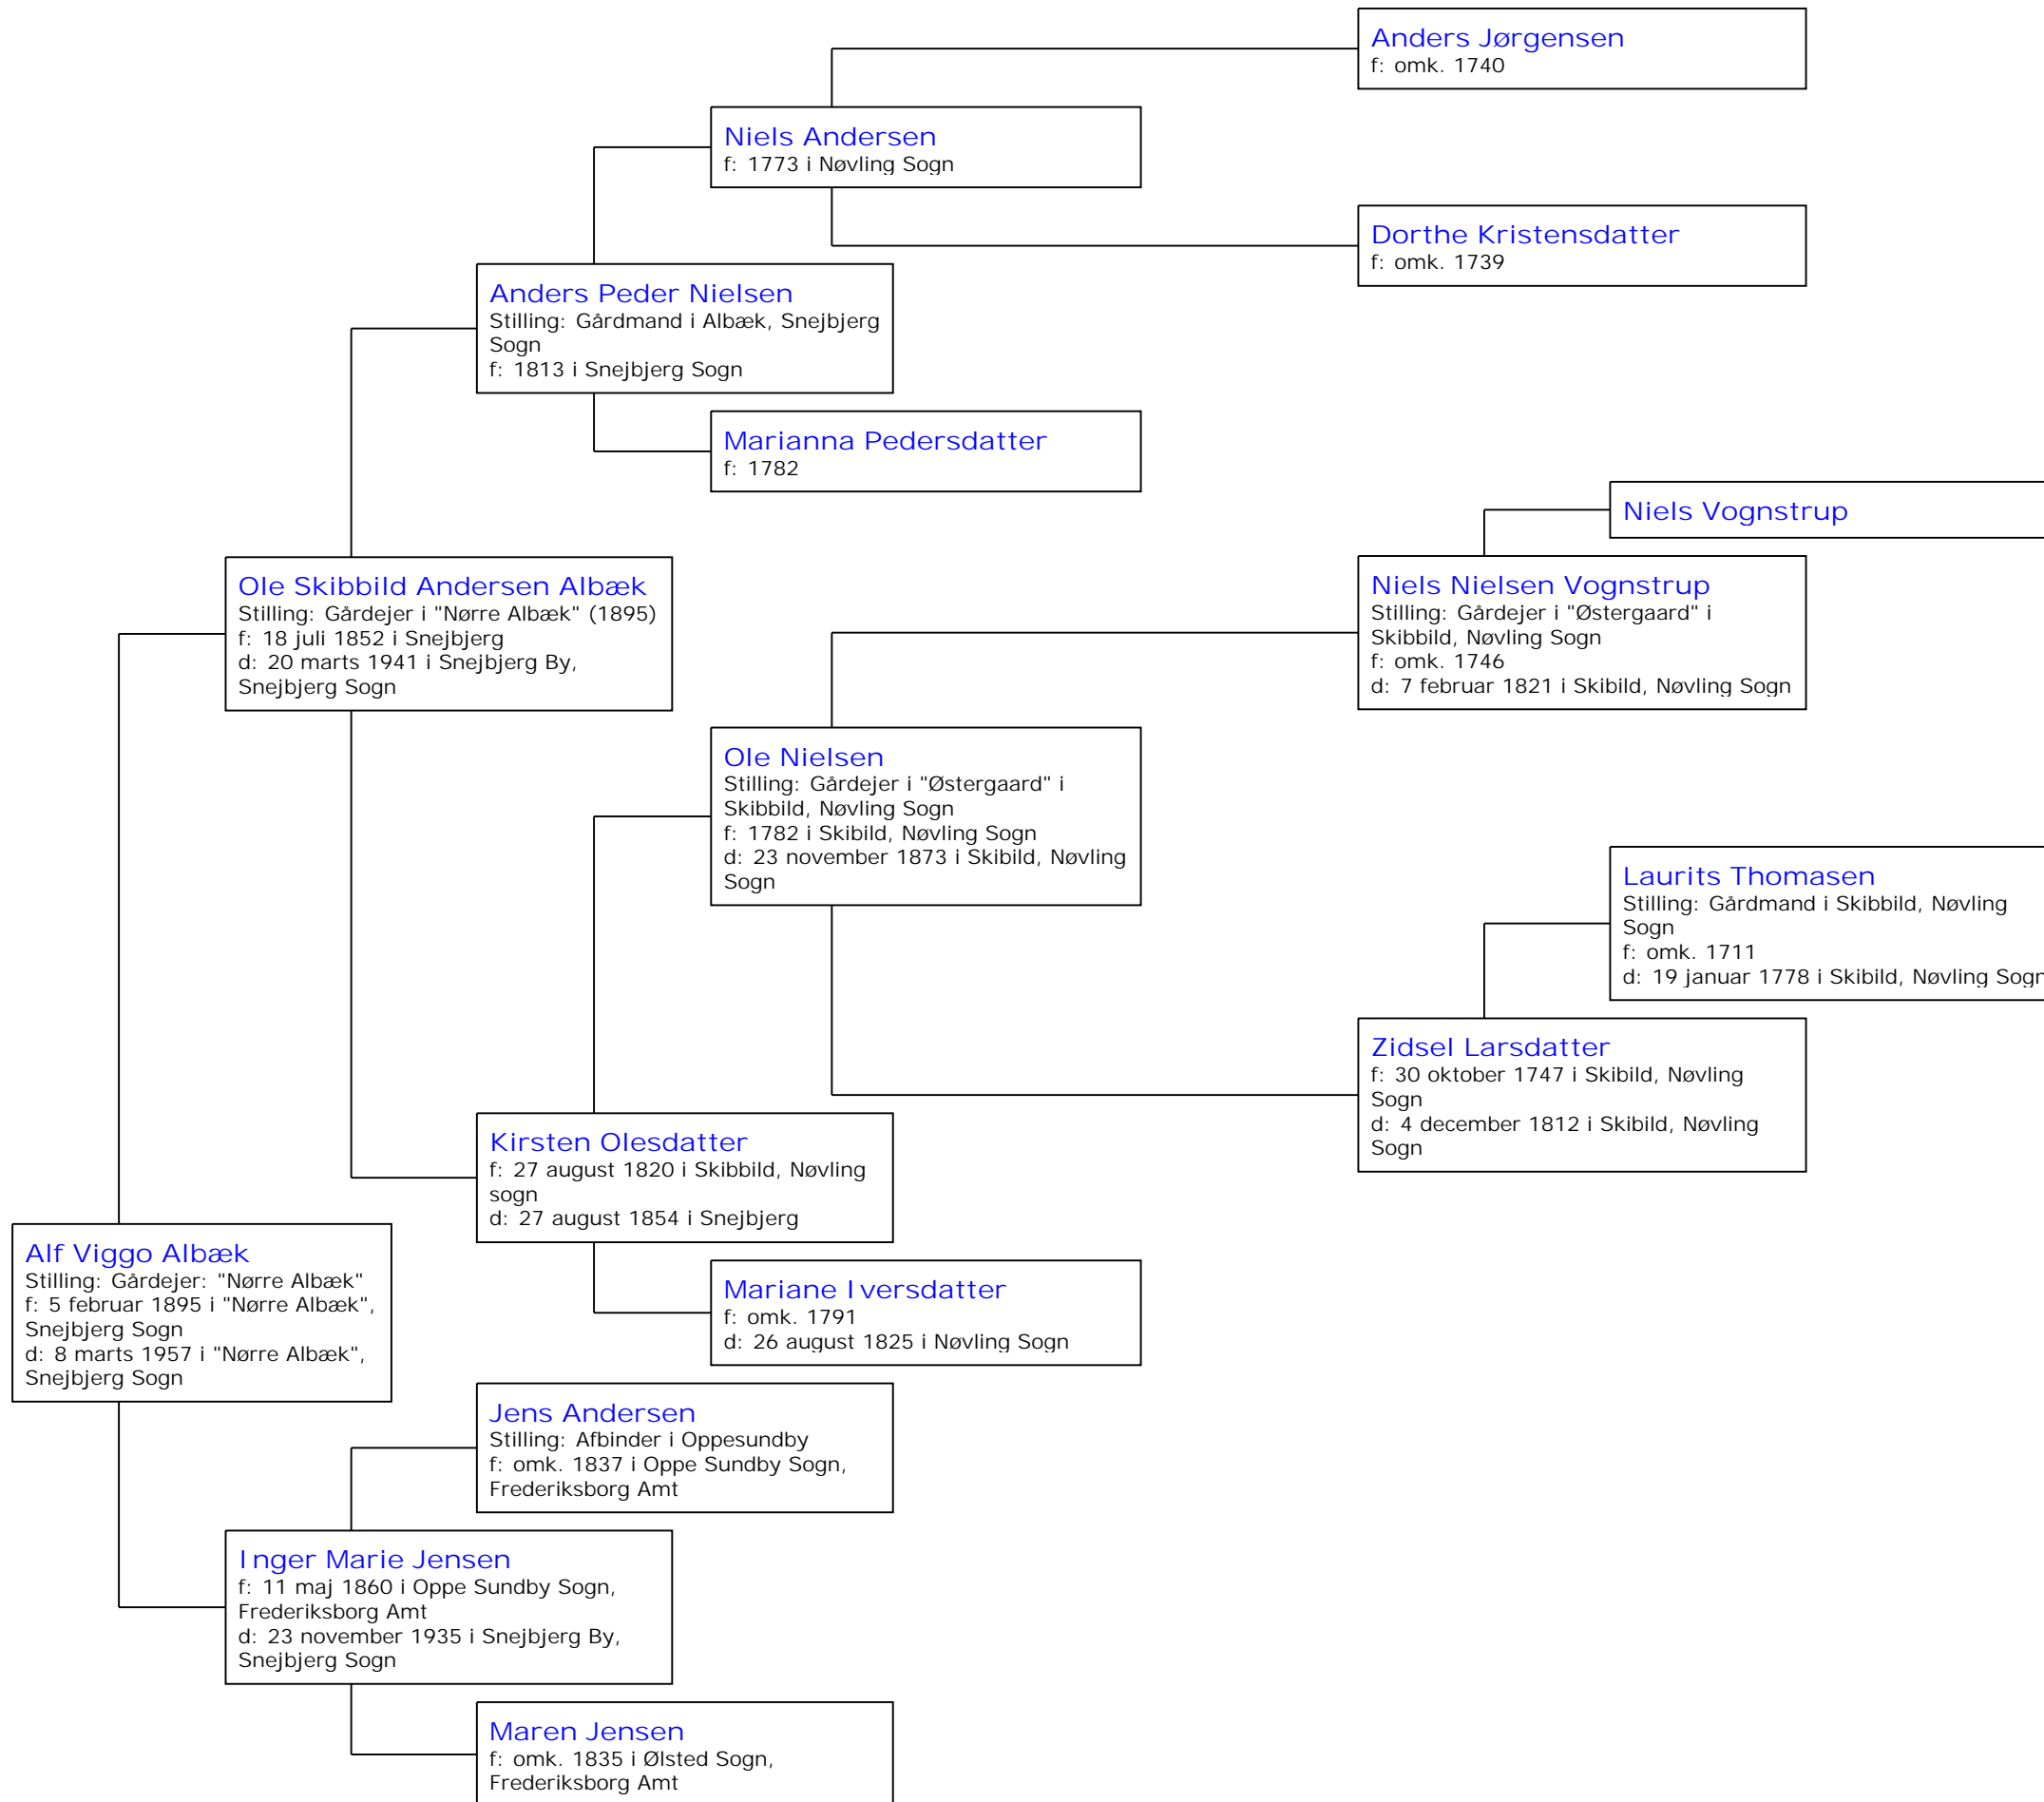 Anders Jørgensen
f: omk. 1740
Niels Andersen
f: 1773 i Nøvling Sogn
Dorthe Kristensdatter
f: omk. 1739
Anders Peder Nielsen
Stilling: Gårdmand i Albæk, Snejbjerg
Sogn
f: 1813 i Snejbjerg Sogn
Marianna Pedersdatter
f: 1782
Niels Vognstrup
Niels Nielsen Vognstrup
Stilling: Gårdejer i "Østergaard" i
Skibbild, Nøvling Sogn
f: omk. 1746
d: 7 februar 1821 i Skibild, Nøvling Sogn
Ole Skibbild Andersen Albæk
Stilling: Gårdejer i "Nørre Albæk" (1895)
f: 18 juli 1852 i Snejbjerg
d: 20 marts 1941 i Snejbjerg By,
Snejbjerg Sogn
Ole Nielsen
Stilling: Gårdejer i "Østergaard" i
Skibbild, Nøvling Sogn
f: 1782 i Skibild, Nøvling Sogn
d: 23 november 1873 i Skibild, Nøvling
Sogn
Laurits Thomasen
Stilling: Gårdmand i Skibbild, Nøvling
Sogn
f: omk. 1711
d: 19 januar 1778 i Skibild, Nøvling Sogn
Zidsel Larsdatter
f: 30 oktober 1747 i Skibild, Nøvling
Sogn
d: 4 december 1812 i Skibild, Nøvling
Sogn
Kirsten Olesdatter
f: 27 august 1820 i Skibbild, Nøvling
sogn
d: 27 august 1854 i Snejbjerg
Alf Viggo Albæk
Stilling: Gårdejer: "Nørre Albæk"
f: 5 februar 1895 i "Nørre Albæk",
Snejbjerg Sogn
d: 8 marts 1957 i "Nørre Albæk",
Snejbjerg Sogn
Mariane Iversdatter
f: omk. 1791
d: 26 august 1825 i Nøvling Sogn
Jens Andersen
Stilling: Afbinder i Oppesundby
f: omk. 1837 i Oppe Sundby Sogn,
Frederiksborg Amt
Inger Marie Jensen
f: 11 maj 1860 i Oppe Sundby Sogn,
Frederiksborg Amt
d: 23 november 1935 i Snejbjerg By,
Snejbjerg Sogn
Maren Jensen
f: omk. 1835 i Ølsted Sogn,
Frederiksborg Amt